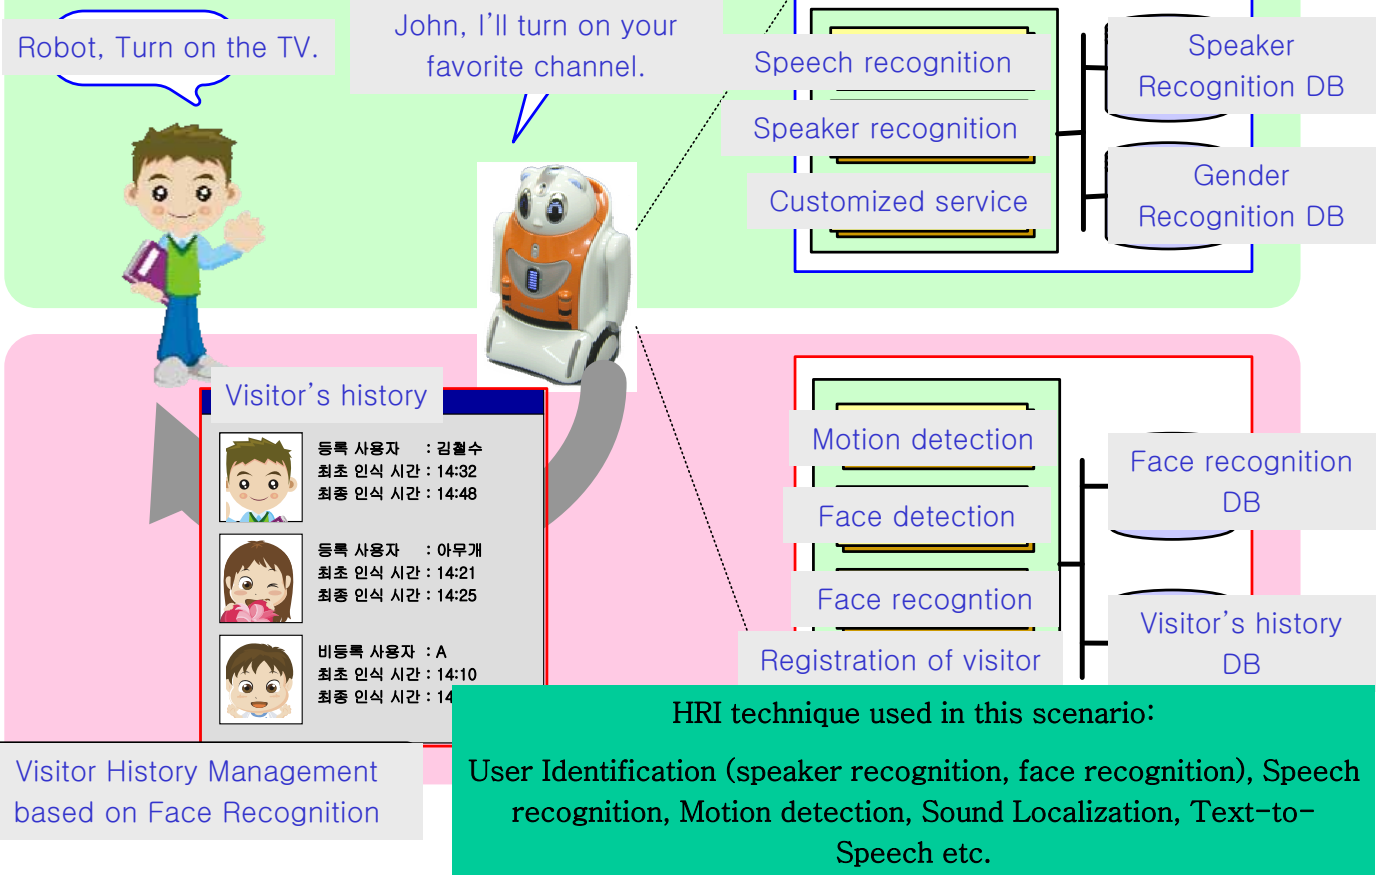 Robot, Turn on the TV.
John, I'll turn on your
favorite channel.
Speech recognition
Speaker recognition
Customized service
Speaker
Recognition DB
Gender
Recognition DB
Visitor's history
등록 사용자 : 김철수
최초 인식 시간 : 14:32
최종 인식 시간 : 14:48
등록 사용자 : 아무개
최초 인식 시간 : 14:21
최종 인식 시간 : 14:25
비등록 사용자 : A
최초 인식 시간 : 14:10
최종 인식 시간 : 14
Motion detection
Face detection
Face recogntion
Registration of visitor
Face recognition
DB
Visitor's history
DB
Visitor History Management
based on Face Recognition
HRI technique used in this scenario:
User Identification (speaker recognition, face recognition), Speech
recognition, Motion detection, Sound Localization, Text-to-
Speech etc.